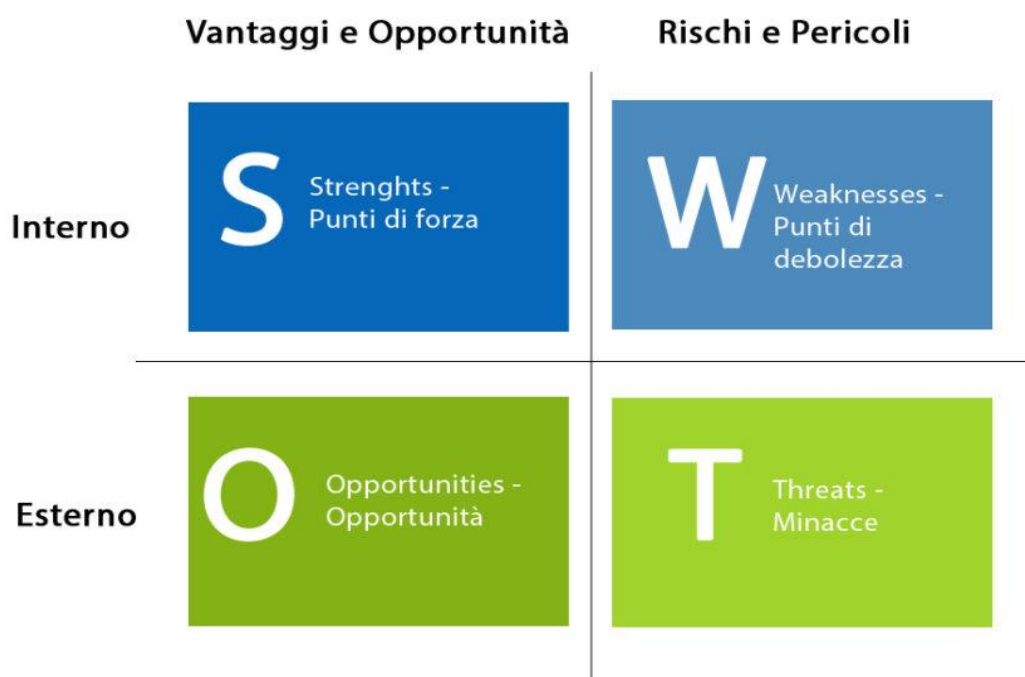 Vantaggi e Opportunità
Rischi e Pericoli
Interno
S
Strenghts -
Punti di forza
W
Weaknesses -
Punti di
debolezza
Esterno
O
Opportunities -
Opportunità
T
Threats -
Minacce